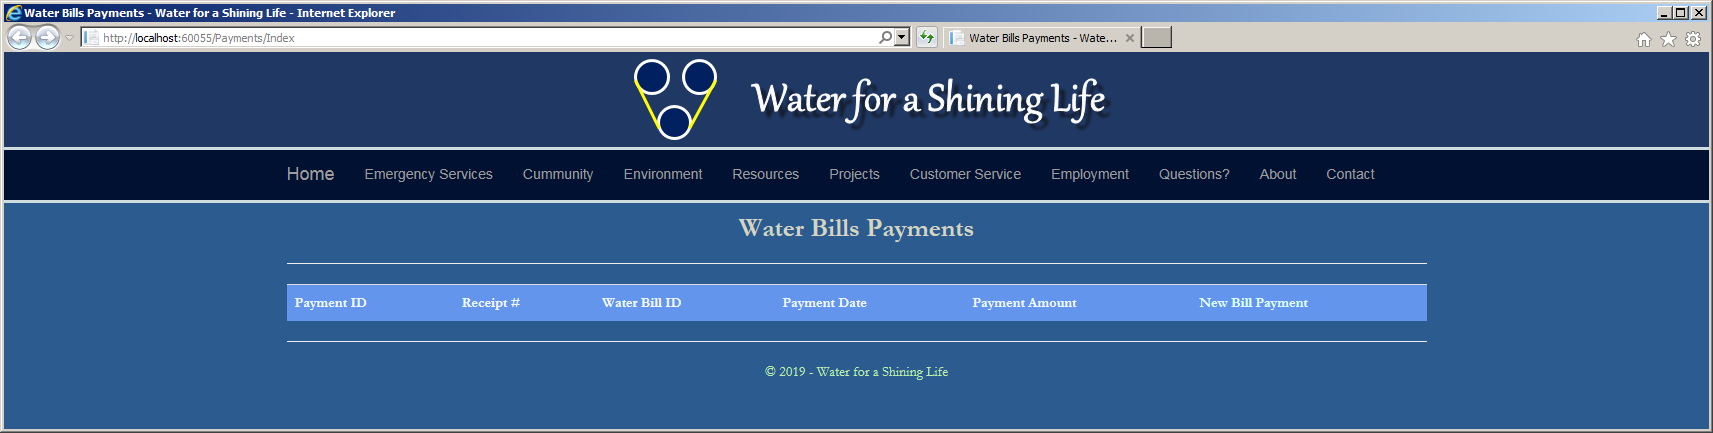 Water Bills Payments - Water for a Shining Life - Internet Explorer
http://localhost:60055/Payments/Index
Water Bills Payments - Wate...
Water for a Shining Life
Home Emergency Services Cummunity Environment Resources Projects Customer Service Employment Questions? About Contact
Water Bills Payments
Payment ID Receipt # Water Bill ID Payment Date Payment Amount New Bill Payment
© 2019 - Water for a Shining Life